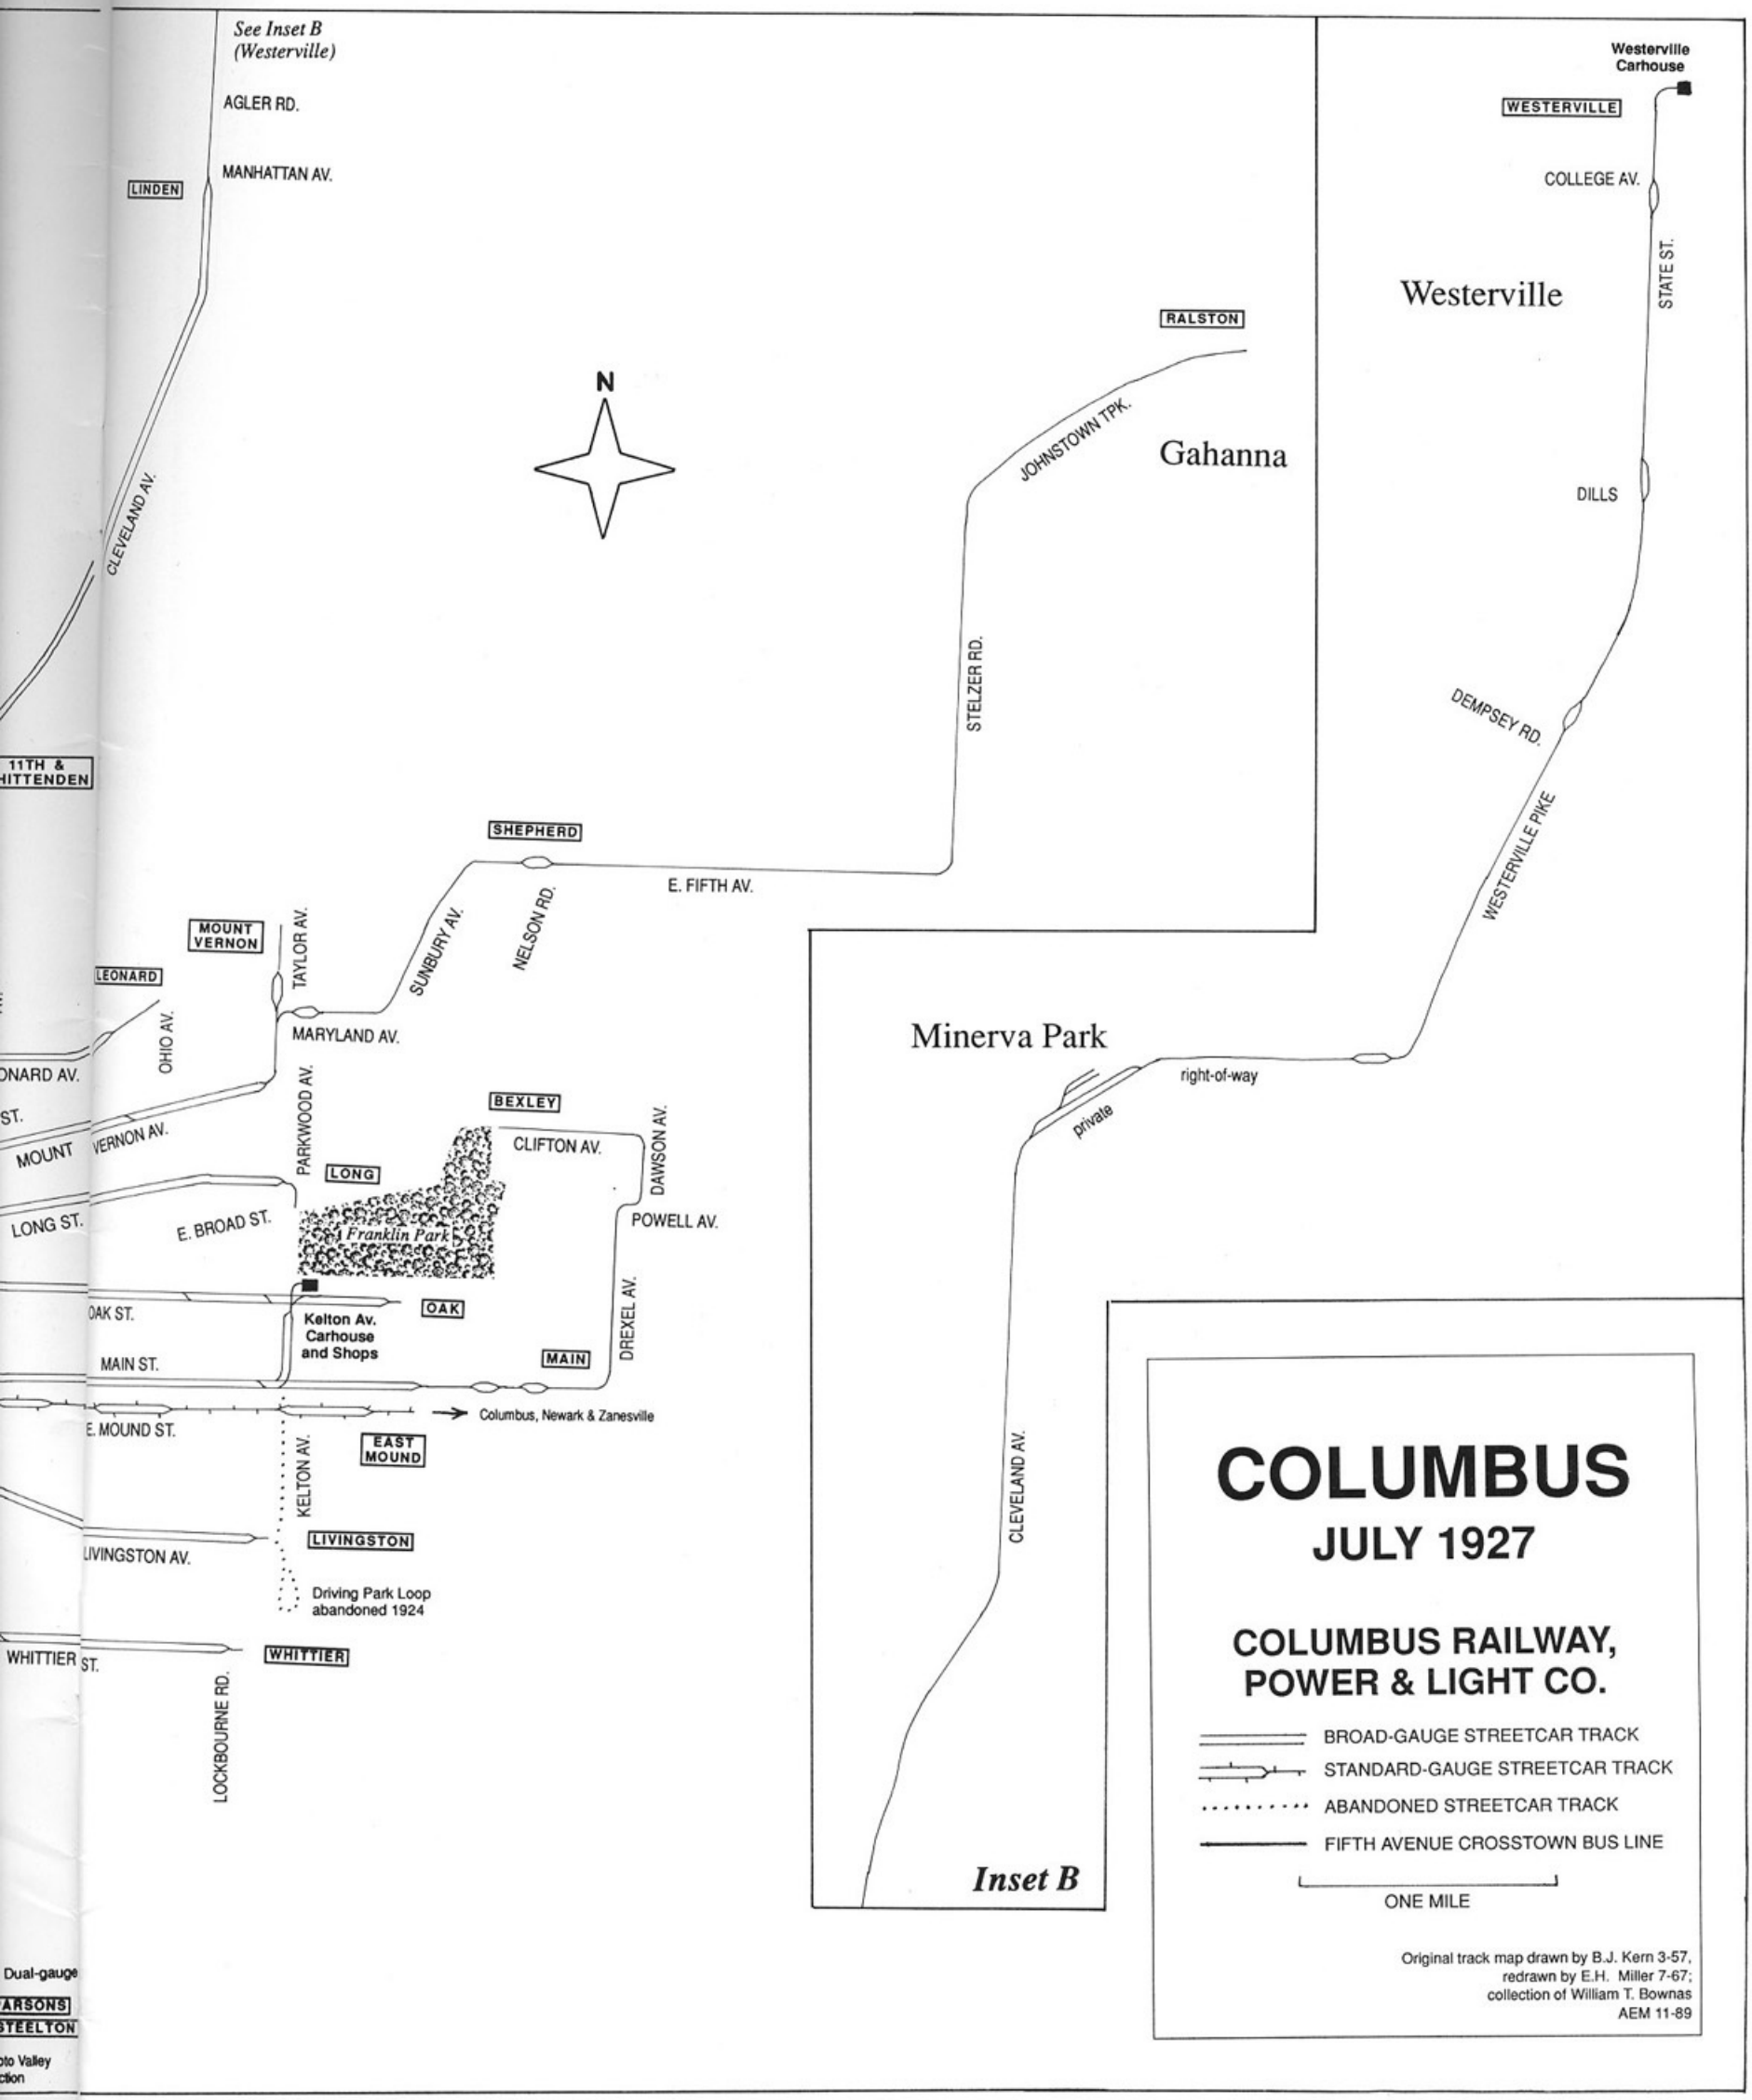 See Inset B
(Westerville)
AGLER RD.
MANHATTAN AV.
LINDEN
CLEVELAND AV.
N
RALSTON
JOHNSTOWN TPK.
Gahanna
STELZER RD.
Westerville
Carhouse
WESTERVILLE
COLLEGE AV.
STATE ST.
Westerville
DILLS
DEMPSEY RD.
WESTERVILLE PIKE
11TH &
HITTENDEN
SHEPHERD
E. FIFTH AV.
NELSON RD.
SUNBURY AV.
MOUNT
VERNON
TAYLOR AV.
LEONARD
OHIO AV.
MARYLAND AV.
ONARD AV.
ST.
MOUNT VERNON AV.
PARKWOOD AV.
BEXLEY
CLIFTON AV.
DAWSON AV.
LONG
LONG ST.
E. BROAD ST.
Franklin Park
POWELL AV.
OAK ST.
Kelton Av.
Carhouse
and Shops
OAK
DREXEL AV.
MAIN ST.
MAIN
Columbus, Newark & Zanesville
E. MOUND ST.
EAST
MOUND
KELTON AV.
LIVINGSTON
LIVINGSTON AV.
Driving Park Loop
abandoned 1924
WHITTIER ST.
WHITTIER
LOCKBOURNE RD.
Minerva Park
right-of-way
private
CLEVELAND AV.
Inset B
Dual-gauge
ARSONS
STEELTON
oto Valley
ction
COLUMBUS
JULY 1927
COLUMBUS RAILWAY,
POWER & LIGHT CO.
BROAD-GAUGE STREETCAR TRACK
STANDARD-GAUGE STREETCAR TRACK
ABANDONED STREETCAR TRACK
FIFTH AVENUE CROSSTOWN BUS LINE
ONE MILE
Original track map drawn by B.J. Kern 3-57,
redrawn by E.H. Miller 7-67;
collection of William T. Bownas
AEM 11-89